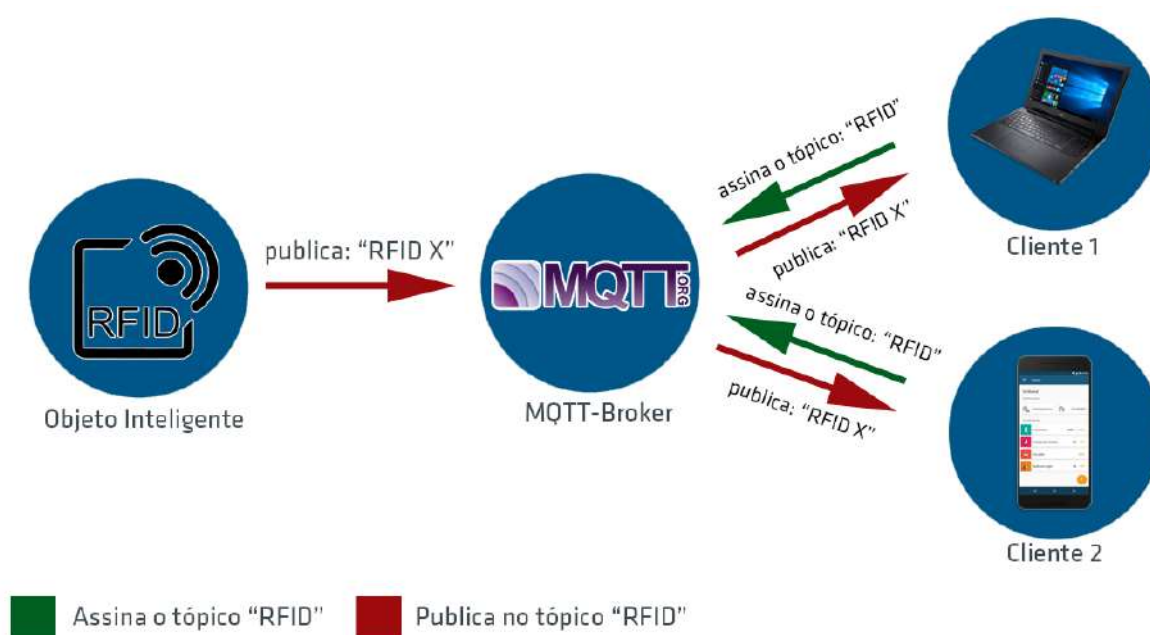 assina o tópico: “RFID”
publica: “RFID X”
Cliente 1
publica: “RFID X”
RFID
Objeto Inteligente
MQTT.ORG
MQTT-Broker
assina o tópico: “RFID”
publica: “RFID X”
Cliente 2
Assina o tópico “RFID”
Publica no tópico “RFID”